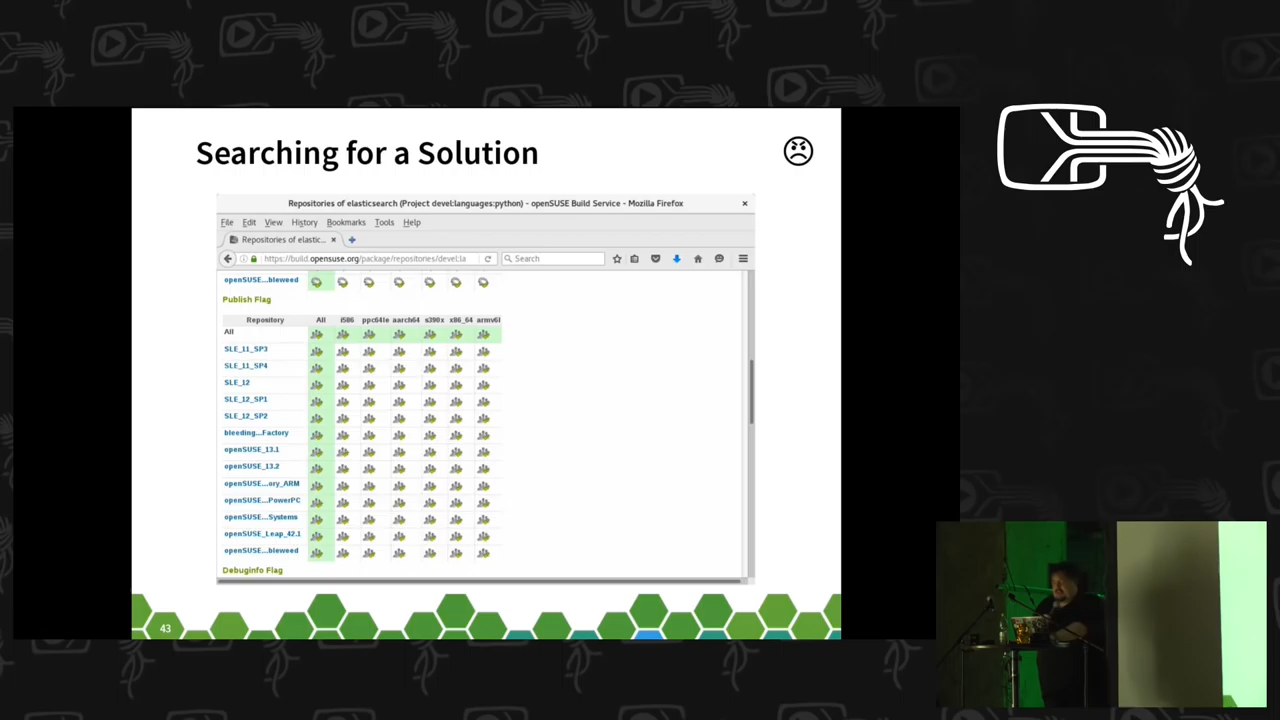 Searching for a Solution
Repositories of elasticsearch (Project devel:languages:python) - openSUSE Build Service - Mozilla Firefox
File Edit View History Bookmarks Tools Help
Repositories of elastic...
https://build.opensuse.org/package/repositories/devel:la
Search
openSUSE...bleweed
Publish Flag
Repository All i586 ppc64le aarch64 s390x x86_64 armv6l
All
SLE_11_SP3
SLE_11_SP4
SLE_12
SLE_12_SP1
SLE_12_SP2
bleeding...Factory
openSUSE_13.1
openSUSE_13.2
openSUSE...ory_ARM
openSUSE...PowerPC
openSUSE...Systems
openSUSE_Leap_42.1
openSUSE...bleweed
Debuginfo Flag
43